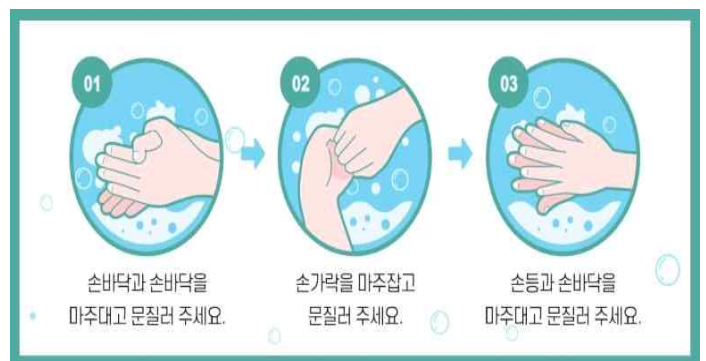 01
손바닥과 손바닥을
마주대고 문질러 주세요.
02
손가락을 마주잡고
문질러 주세요.
03
손등과 손바닥을
마주대고 문질러 주세요.